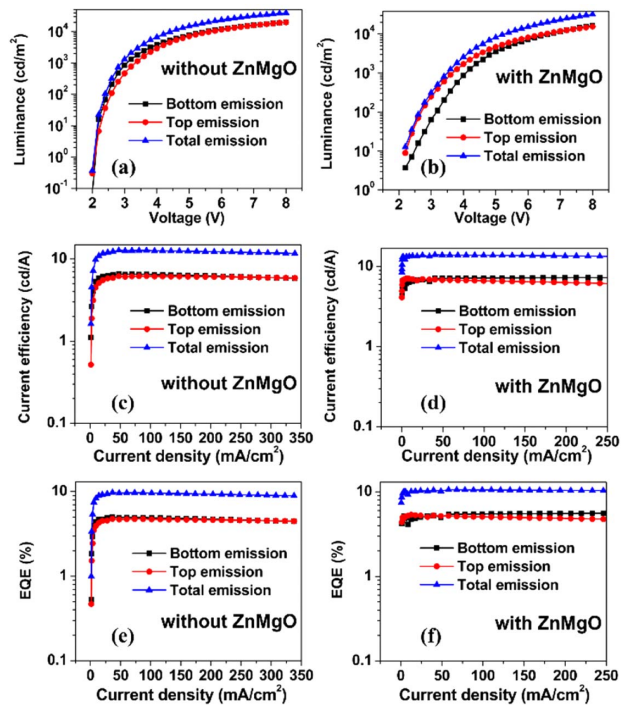 Luminance (cd/m²)
10⁴
10³
10²
10¹
10⁰
10⁻¹
without ZnMgO
Bottom emission
Top emission
Total emission
(a)
2 3 4 5 6 7 8
Voltage (V)
Luminance (cd/m²)
10⁴
10³
10²
10¹
10⁰
with ZnMgO
Bottom emission
Top emission
Total emission
(b)
2 3 4 5 6 7 8
Voltage (V)
Current efficiency (cd/A)
10
1
0.1
Bottom emission
Top emission
Total emission
(c)
without ZnMgO
0 50 100 150 200 250 300 350
Current density (mA/cm²)
Current efficiency (cd/A)
10
1
0.1
Bottom emission
Top emission
Total emission
(d)
with ZnMgO
0 50 100 150 200 250
Current density (mA/cm²)
EQE (%)
10
1
0.1
Bottom emission
Top emission
Total emission
(e)
without ZnMgO
0 50 100 150 200 250 300 350
Current density (mA/cm²)
EQE (%)
10
1
0.1
Bottom emission
Top emission
Total emission
(f)
with ZnMgO
0 50 100 150 200 250
Current density (mA/cm²)